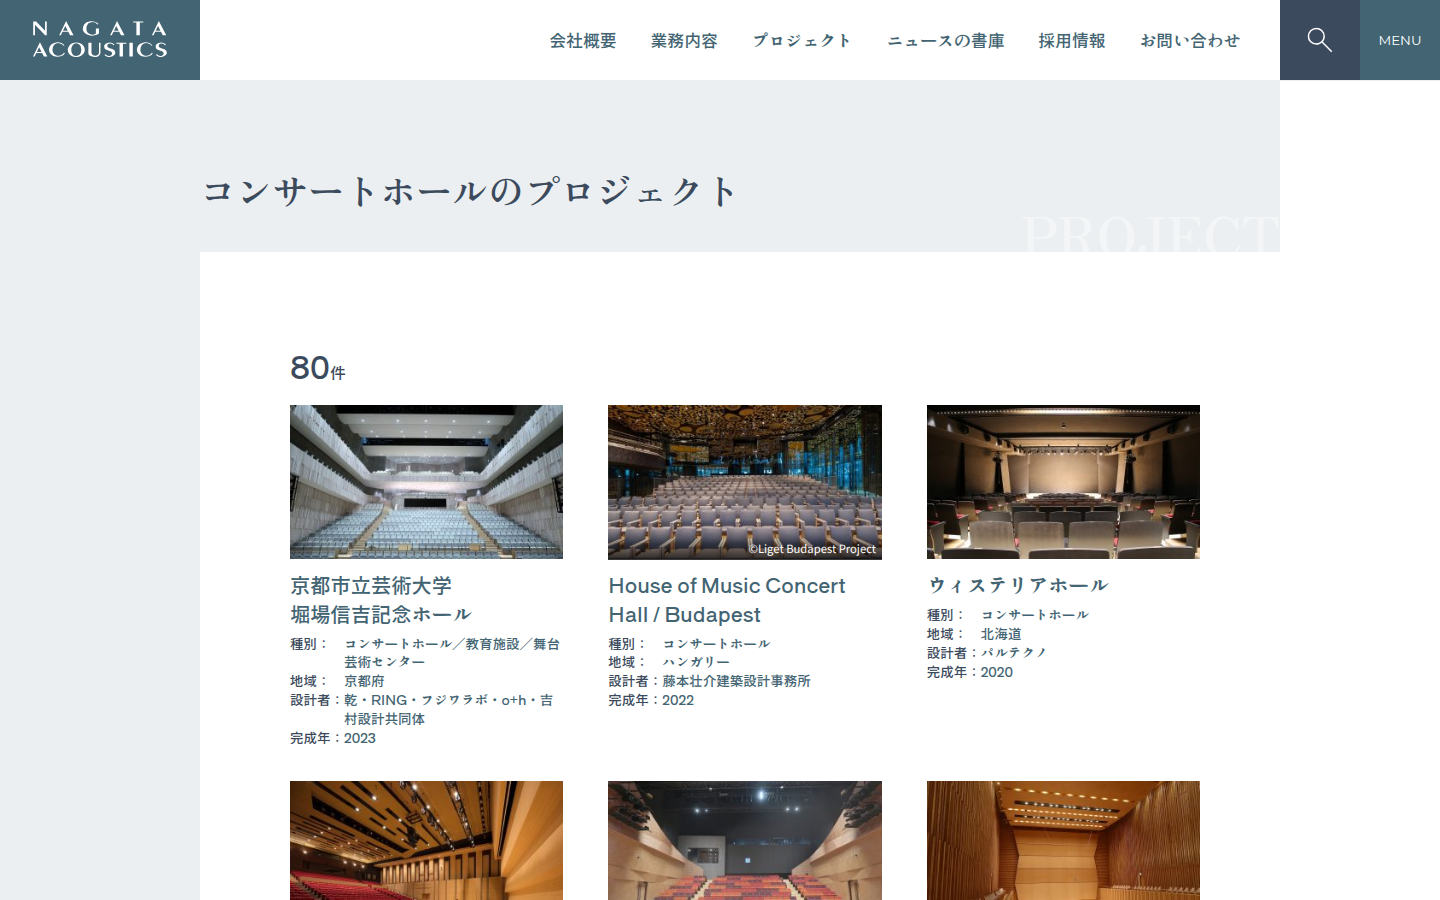 NAGATA
ACOUSTICS
会社概要
業務内容
プロジェクト
ニュースの書庫
採用情報
お問い合わせ
MENU
コンサートホールのプロジェクト
PROJECT
80件
©Liget Budapest Project
京都市立芸術大学
堀場信吉記念ホール
種別： コンサートホール／教育施設／舞台
芸術センター
地域： 京都府
設計者：乾・RING・フジワラボ・o+h・吉
村設計共同体
完成年：2023
House of Music Concert
Hall / Budapest
種別： コンサートホール
地域： ハンガリー
設計者：藤本壮介建築設計事務所
完成年：2022
ウィステリアホール
種別： コンサートホール
地域： 北海道
設計者：パルテクノ
完成年：2020